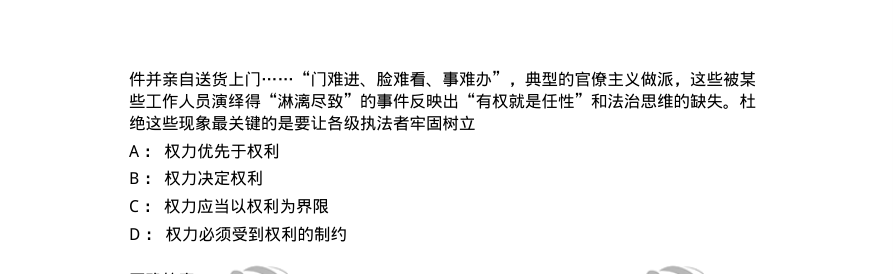 件并亲自送货上门……“门难进、脸难看、事难办”，典型的官僚主义做派，这些被某
些工作人员演绎得“淋漓尽致”的事件反映出“有权就是任性”和法治思维的缺失。杜
绝这些现象最关键的是要让各级执法者牢固树立
A： 权力优先于权利
B： 权力决定权利
C： 权力应当以权利为界限
D： 权力必须受到权利的制约